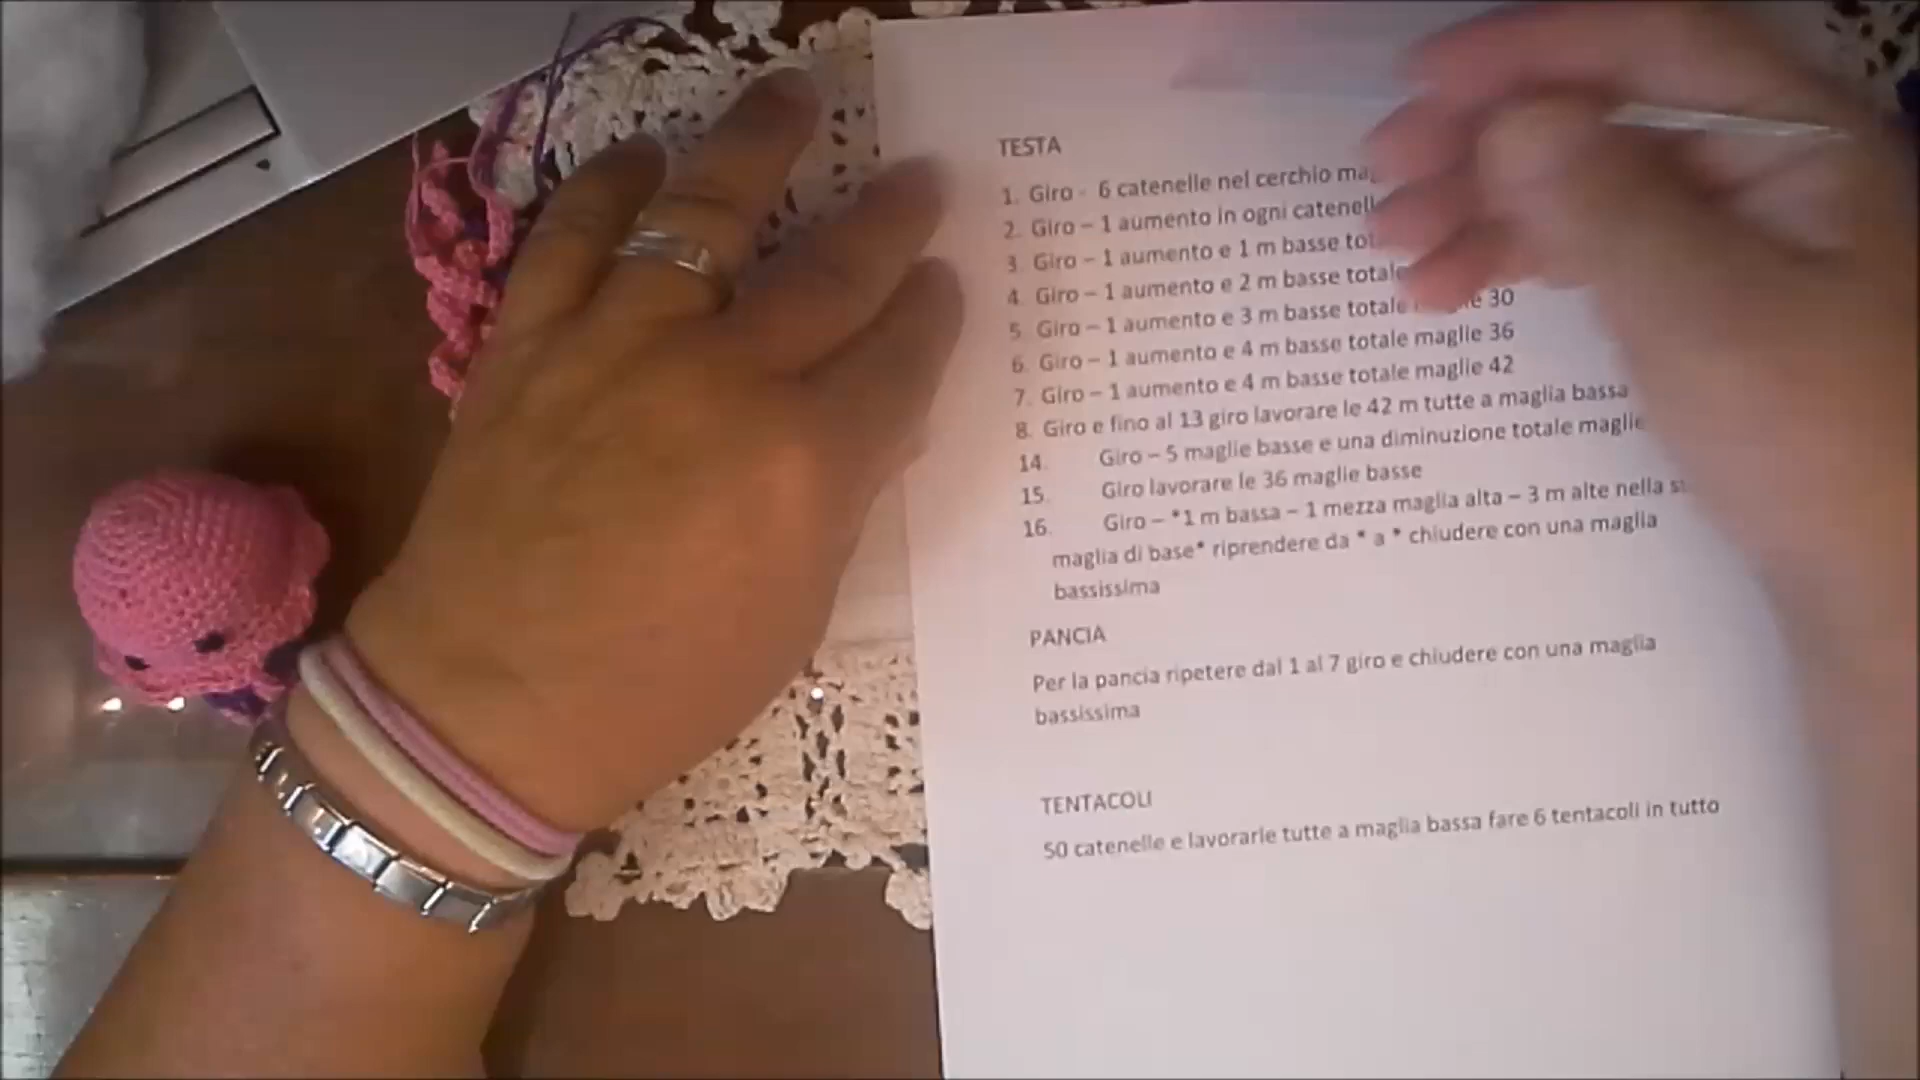 TESTA
1. Giro - 6 catenelle nel cerchio
2. Giro – 1 aumento in ogni
3. Giro – 1 aumento e 1 m basse
4. Giro – 1 aumento e 2 m basse totale
5. Giro – 1 aumento e 3 m basse totale 30
6. Giro – 1 aumento e 4 m basse totale maglie 36
7. Giro – 1 aumento e 4 m basse totale maglie 42
8. Giro e fino al 13 giro lavorare le 42 m tutte a maglia bassa
14. Giro – 5 maglie basse e una diminuzione totale maglie
15. Giro lavorare le 36 maglie basse
16. Giro – *1 m bassa – 1 mezza maglia alta – 3 m alte nella
maglia di base* riprendere da * a * chiudere con una maglia
bassissima
PANCIA
Per la pancia ripetere dal 1 al 7 giro e chiudere con una maglia
bassissima
TENTACOLI
50 catenelle e lavorarle tutte a maglia bassa fare 6 tentacoli in tutto